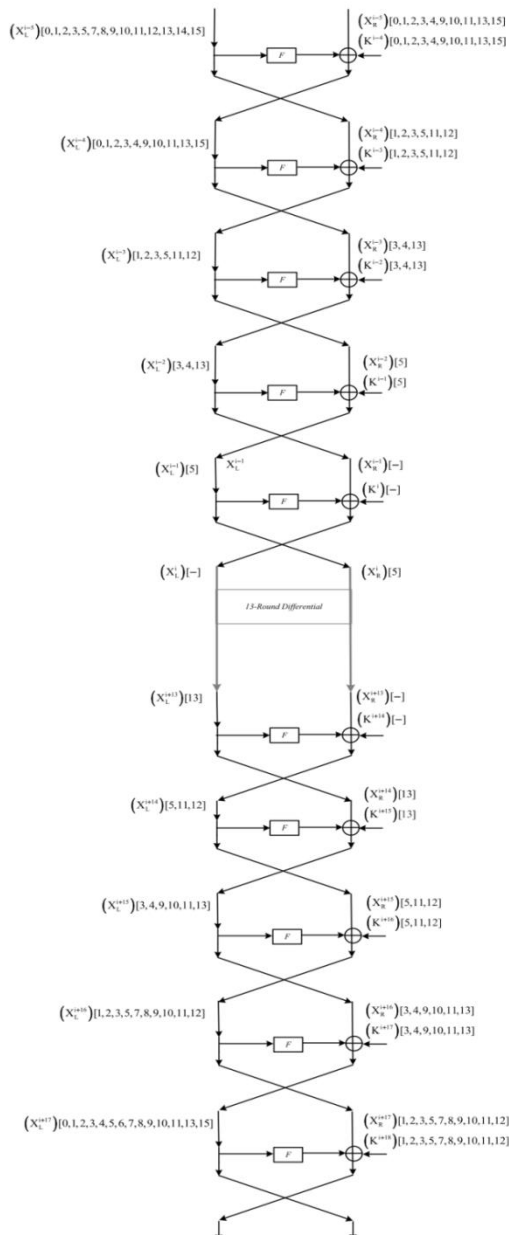 (X_L^{i-5})[0,1,2,3,5,7,8,9,10,11,12,13,14,15]
(X_R^{i-5})[0,1,2,3,4,9,10,11,13,15]
(K^{i-4})[0,1,2,3,4,9,10,11,13,15]
F
(X_L^{i-4})[0,1,2,3,4,9,10,11,13,15]
(X_R^{i-4})[1,2,3,5,11,12]
(K^{i-3})[1,2,3,5,11,12]
F
(X_L^{i-3})[1,2,3,5,11,12]
(X_R^{i-3})[3,4,13]
(K^{i-2})[3,4,13]
F
(X_L^{i-2})[3,4,13]
(X_R^{i-2})[5]
(K^{i-1})[5]
F
(X_L^{i-1})[5]
X_L^{i-1}
(X_R^{i-1})[−]
(K^i)[−]
F
(X_L^i)[−]
(X_R^i)[5]
13-Round Differential
(X_L^{i+13})[13]
(X_R^{i+13})[−]
(K^{i+14})[−]
F
(X_L^{i+14})[5,11,12]
(X_R^{i+14})[13]
(K^{i+15})[13]
F
(X_L^{i+15})[3,4,9,10,11,13]
(X_R^{i+15})[5,11,12]
(K^{i+16})[5,11,12]
F
(X_L^{i+16})[1,2,3,5,7,8,9,10,11,12]
(X_R^{i+16})[3,4,9,10,11,13]
(K^{i+17})[3,4,9,10,11,13]
F
(X_L^{i+17})[0,1,2,3,4,5,6,7,8,9,10,11,13,15]
(X_R^{i+17})[1,2,3,5,7,8,9,10,11,12]
(K^{i+18})[1,2,3,5,7,8,9,10,11,12]
F